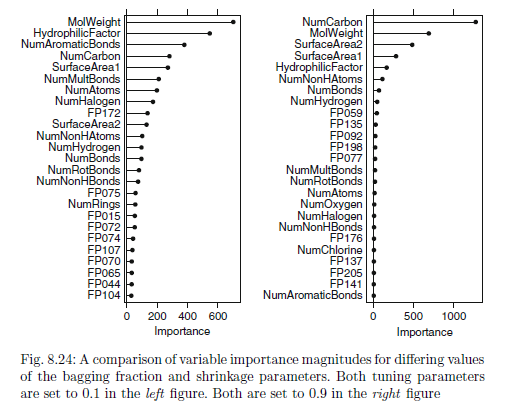 MolWeight
HydrophilicFactor
NumAromaticBonds
NumCarbon
SurfaceArea1
NumMultBonds
NumAtoms
NumHalogen
FP172
SurfaceArea2
NumNonHAtoms
NumHydrogen
NumBonds
NumRotBonds
NumNonHBonds
FP075
NumRings
FP015
FP072
FP074
FP107
FP070
FP065
FP044
FP104
0 200 400 600
Importance
NumCarbon
MolWeight
SurfaceArea2
SurfaceArea1
HydrophilicFactor
NumNonHAtoms
NumBonds
NumHydrogen
FP059
FP135
FP092
FP198
FP077
NumMultBonds
NumRotBonds
NumAtoms
NumOxygen
NumHalogen
NumNonHBonds
FP176
NumChlorine
FP137
FP205
FP141
NumAromaticBonds
0 500 1000
Importance
Fig. 8.24: A comparison of variable importance magnitudes for differing values
of the bagging fraction and shrinkage parameters. Both tuning parameters
are set to 0.1 in the left figure. Both are set to 0.9 in the right figure